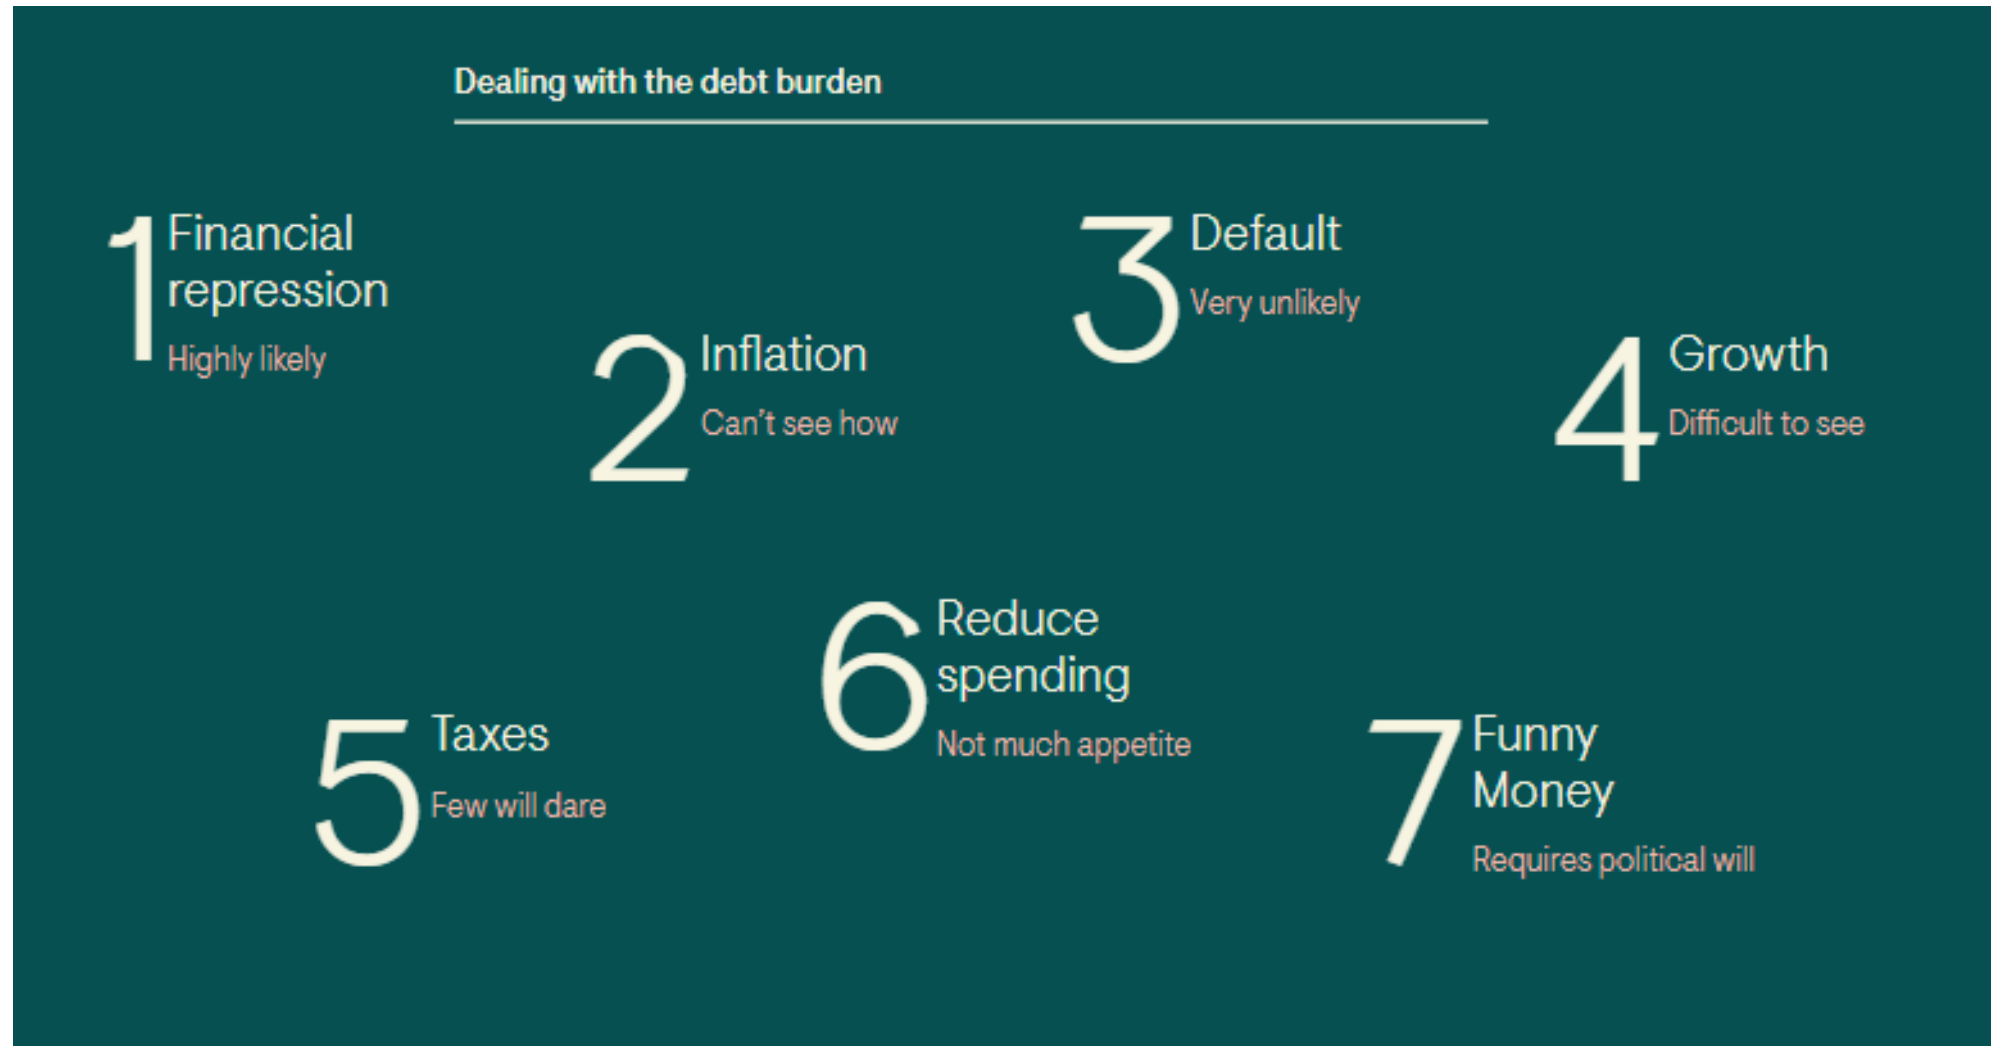 Dealing with the debt burden
1
Financial
repression
Highly likely
2
Inflation
Can't see how
3
Default
Very unlikely
4
Growth
Difficult to see
5
Taxes
Few will dare
6
Reduce
spending
Not much appetite
7
Funny
Money
Requires political will